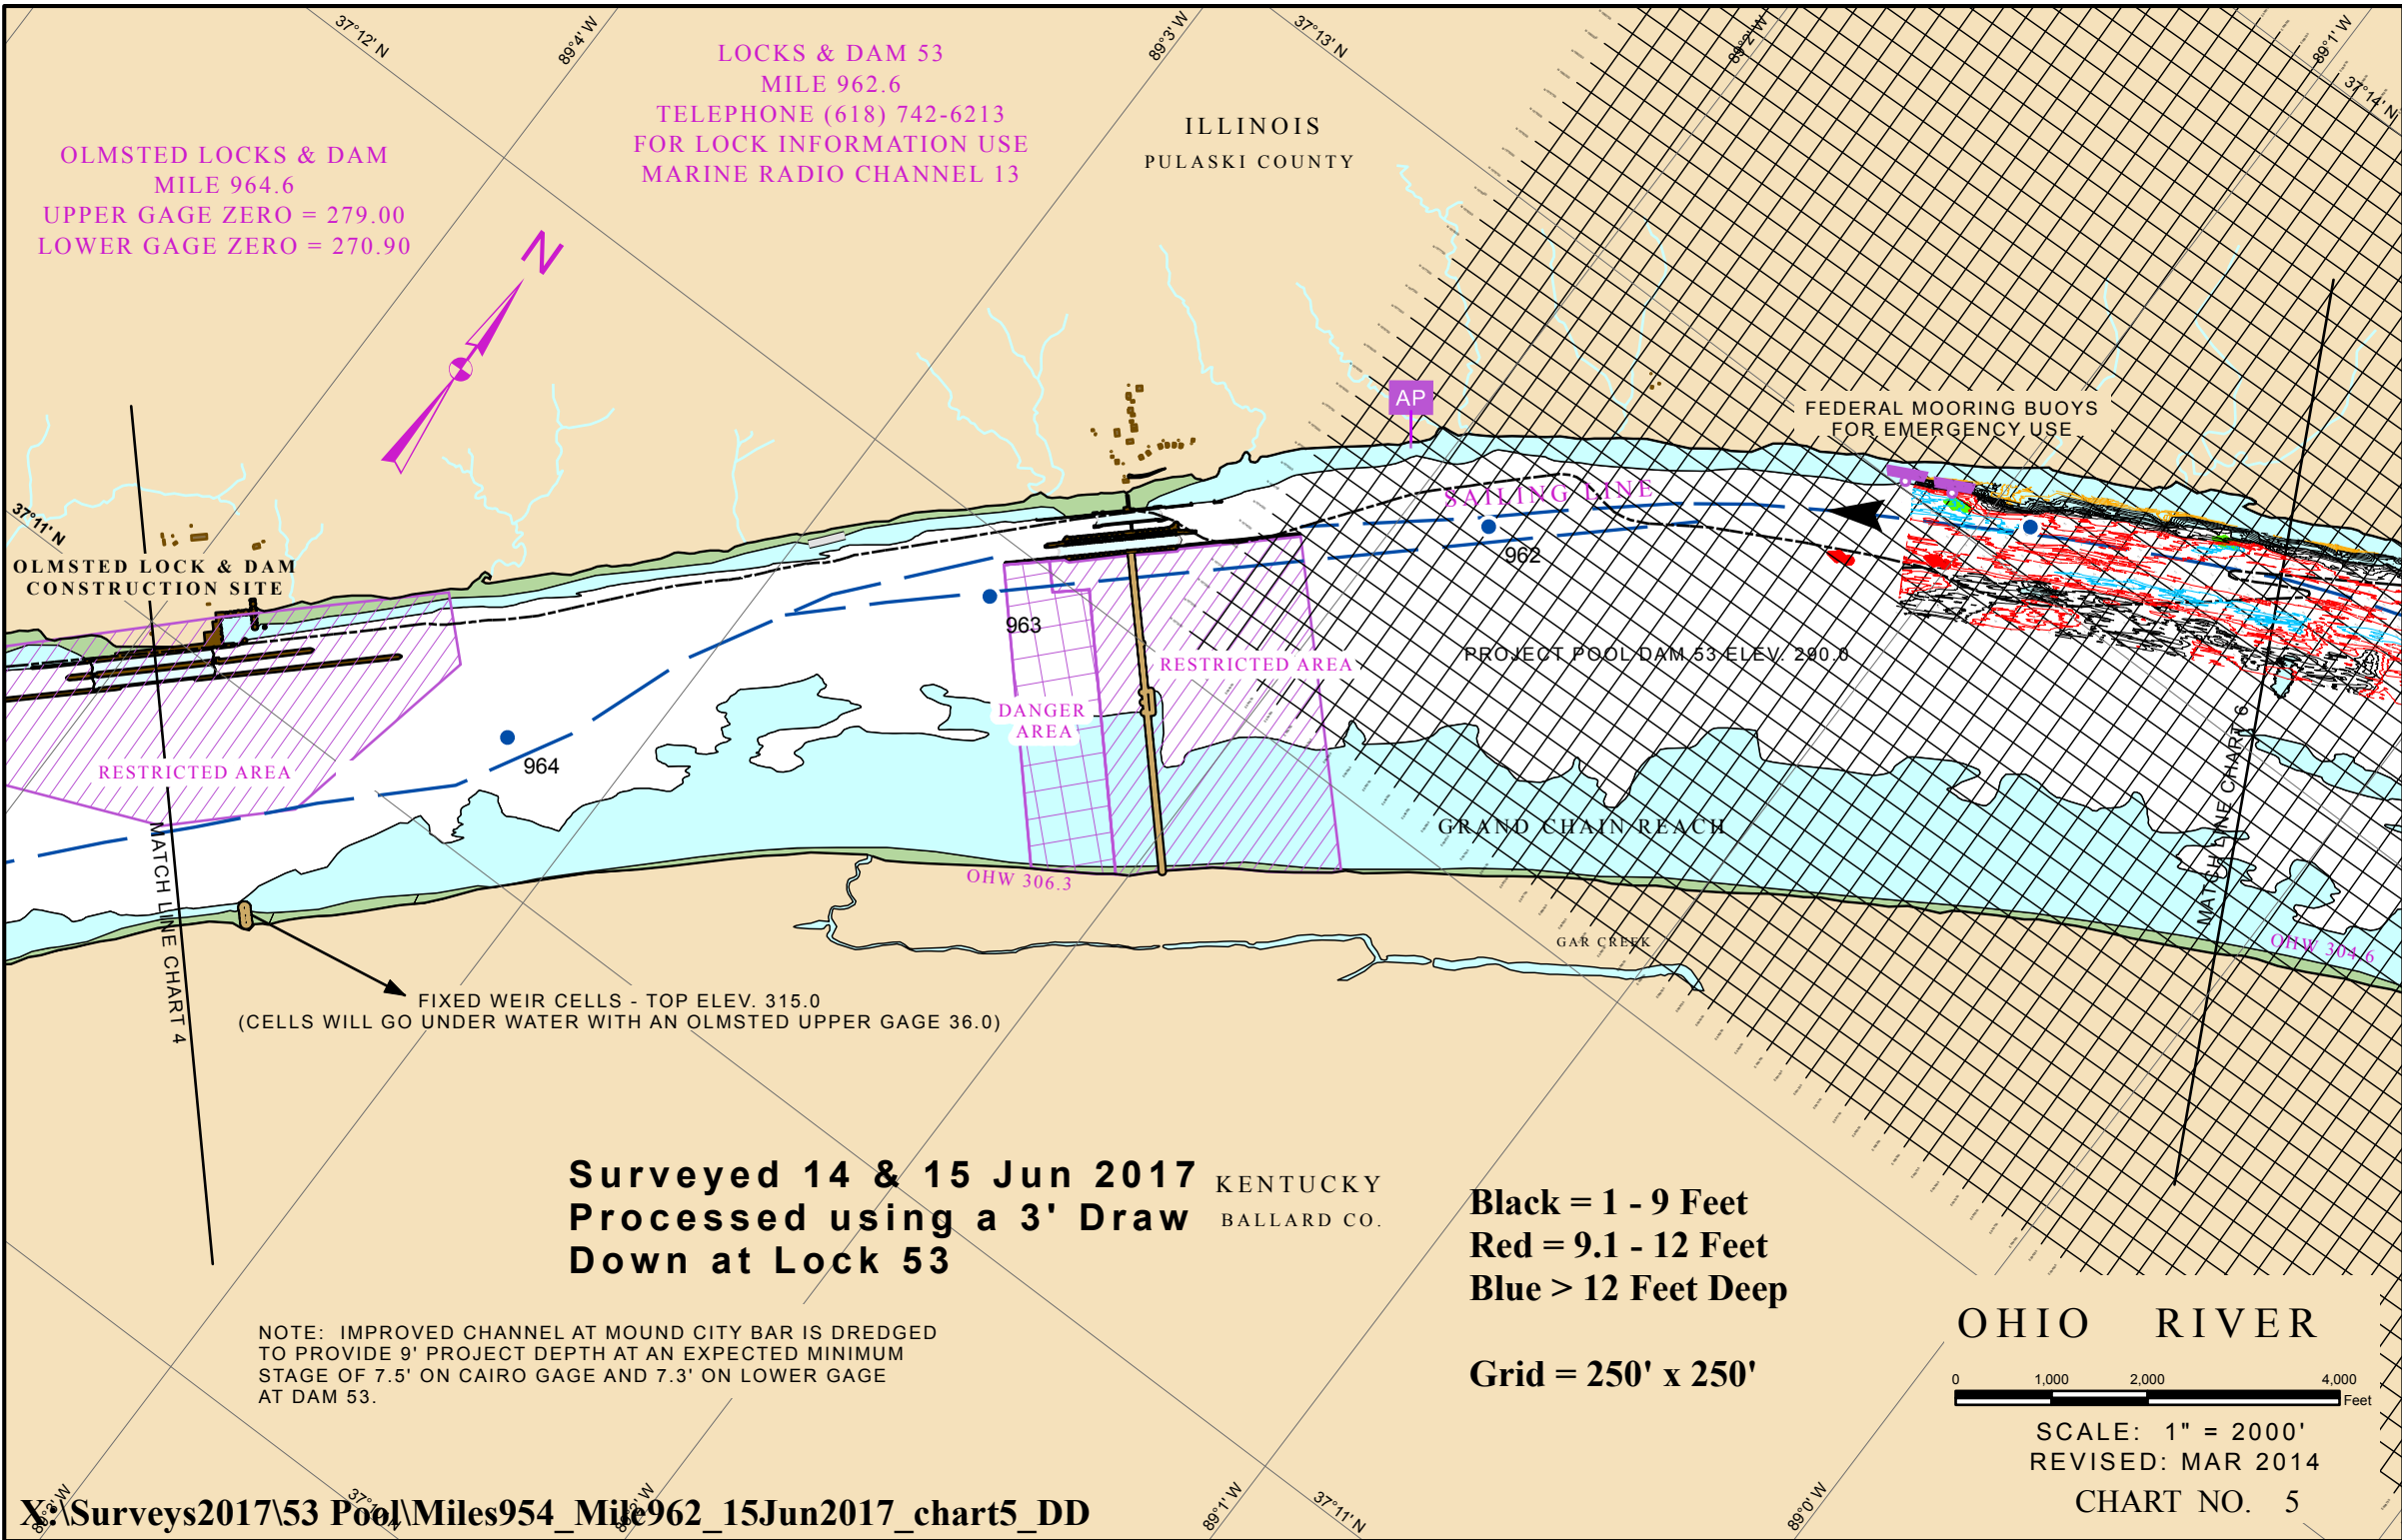 37°12' N
89°4' W
89°3' W
37°13' N
89°2' W
89°1' W
37°14' N
LOCKS & DAM 53
MILE 962.6
TELEPHONE (618) 742-6213
FOR LOCK INFORMATION USE
MARINE RADIO CHANNEL 13
ILLINOIS
PULASKI COUNTY
OLMSTED LOCKS & DAM
MILE 964.6
UPPER GAGE ZERO = 279.00
LOWER GAGE ZERO = 270.90
N
AP
FEDERAL MOORING BUOYS
FOR EMERGENCY USE
SAILING LINE
37°11' N
OLMSTED LOCK & DAM
CONSTRUCTION SITE
962
963
964
RESTRICTED AREA
PROJECT POOL DAM 53 ELEV. 290.0
DANGER
AREA
RESTRICTED AREA
MATCH LINE CHART 6
MATCH LINE CHART 4
GRAND CHAIN REACH
OHW 306.3
GAR CREEK
OHW 304.6
FIXED WEIR CELLS - TOP ELEV. 315.0
(CELLS WILL GO UNDER WATER WITH AN OLMSTED UPPER GAGE 36.0)
Surveyed 14 & 15 Jun 2017
Processed using a 3' Draw
Down at Lock 53
KENTUCKY
BALLARD CO.
Black = 1 - 9 Feet
Red = 9.1 - 12 Feet
Blue > 12 Feet Deep
Grid = 250' x 250'
NOTE: IMPROVED CHANNEL AT MOUND CITY BAR IS DREDGED
TO PROVIDE 9' PROJECT DEPTH AT AN EXPECTED MINIMUM
STAGE OF 7.5' ON CAIRO GAGE AND 7.3' ON LOWER GAGE
AT DAM 53.
OHIO RIVER
0 1,000 2,000 4,000
Feet
SCALE: 1" = 2000'
REVISED: MAR 2014
CHART NO. 5
89°3' W
89°2' W
89°1' W
37°11' N
89°0' W
X:\Surveys2017\53 Pool\Miles954_Mile962_15Jun2017_chart5_DD